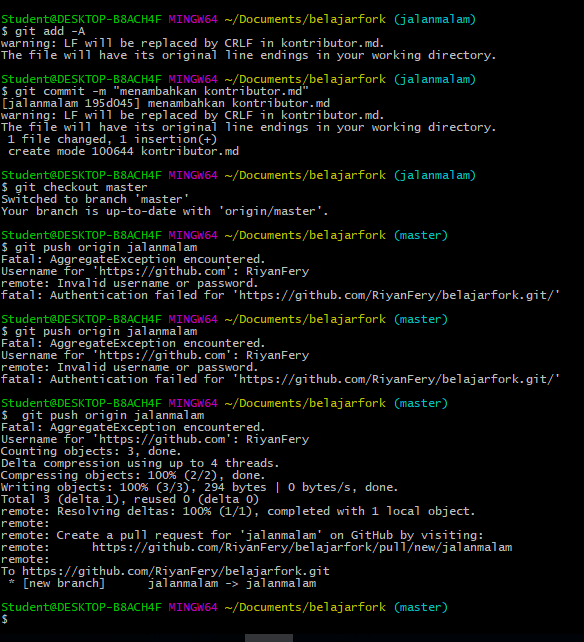 Student@DESKTOP-B8ACH4F MINGW64 ~/Documents/belajarfork (jalanmalam)
$ git add -A
warning: LF will be replaced by CRLF in kontributor.md.
The file will have its original line endings in your working directory.
Student@DESKTOP-B8ACH4F MINGW64 ~/Documents/belajarfork (jalanmalam)
$ git commit -m "menambahkan kontributor.md"
[jalanmalam 195d045] menambahkan kontributor.md
warning: LF will be replaced by CRLF in kontributor.md.
The file will have its original line endings in your working directory.
 1 file changed, 1 insertion(+)
 create mode 100644 kontributor.md
Student@DESKTOP-B8ACH4F MINGW64 ~/Documents/belajarfork (jalanmalam)
$ git checkout master
Switched to branch 'master'
Your branch is up-to-date with 'origin/master'.
Student@DESKTOP-B8ACH4F MINGW64 ~/Documents/belajarfork (master)
$ git push origin jalanmalam
Fatal: AggregateException encountered.
Username for 'https://github.com': RiyanFery
remote: Invalid username or password.
fatal: Authentication failed for 'https://github.com/RiyanFery/belajarfork.git/'
Student@DESKTOP-B8ACH4F MINGW64 ~/Documents/belajarfork (master)
$ git push origin jalanmalam
Fatal: AggregateException encountered.
Username for 'https://github.com': RiyanFery
remote: Invalid username or password.
fatal: Authentication failed for 'https://github.com/RiyanFery/belajarfork.git/'
Student@DESKTOP-B8ACH4F MINGW64 ~/Documents/belajarfork (master)
$  git push origin jalanmalam
Fatal: AggregateException encountered.
Username for 'https://github.com': RiyanFery
Counting objects: 3, done.
Delta compression using up to 4 threads.
Compressing objects: 100% (2/2), done.
Writing objects: 100% (3/3), 294 bytes | 0 bytes/s, done.
Total 3 (delta 1), reused 0 (delta 0)
remote: Resolving deltas: 100% (1/1), completed with 1 local object.
remote:
remote: Create a pull request for 'jalanmalam' on GitHub by visiting:
remote:      https://github.com/RiyanFery/belajarfork/pull/new/jalanmalam
remote:
To https://github.com/RiyanFery/belajarfork.git
 * [new branch]      jalanmalam -> jalanmalam
Student@DESKTOP-B8ACH4F MINGW64 ~/Documents/belajarfork (master)
$